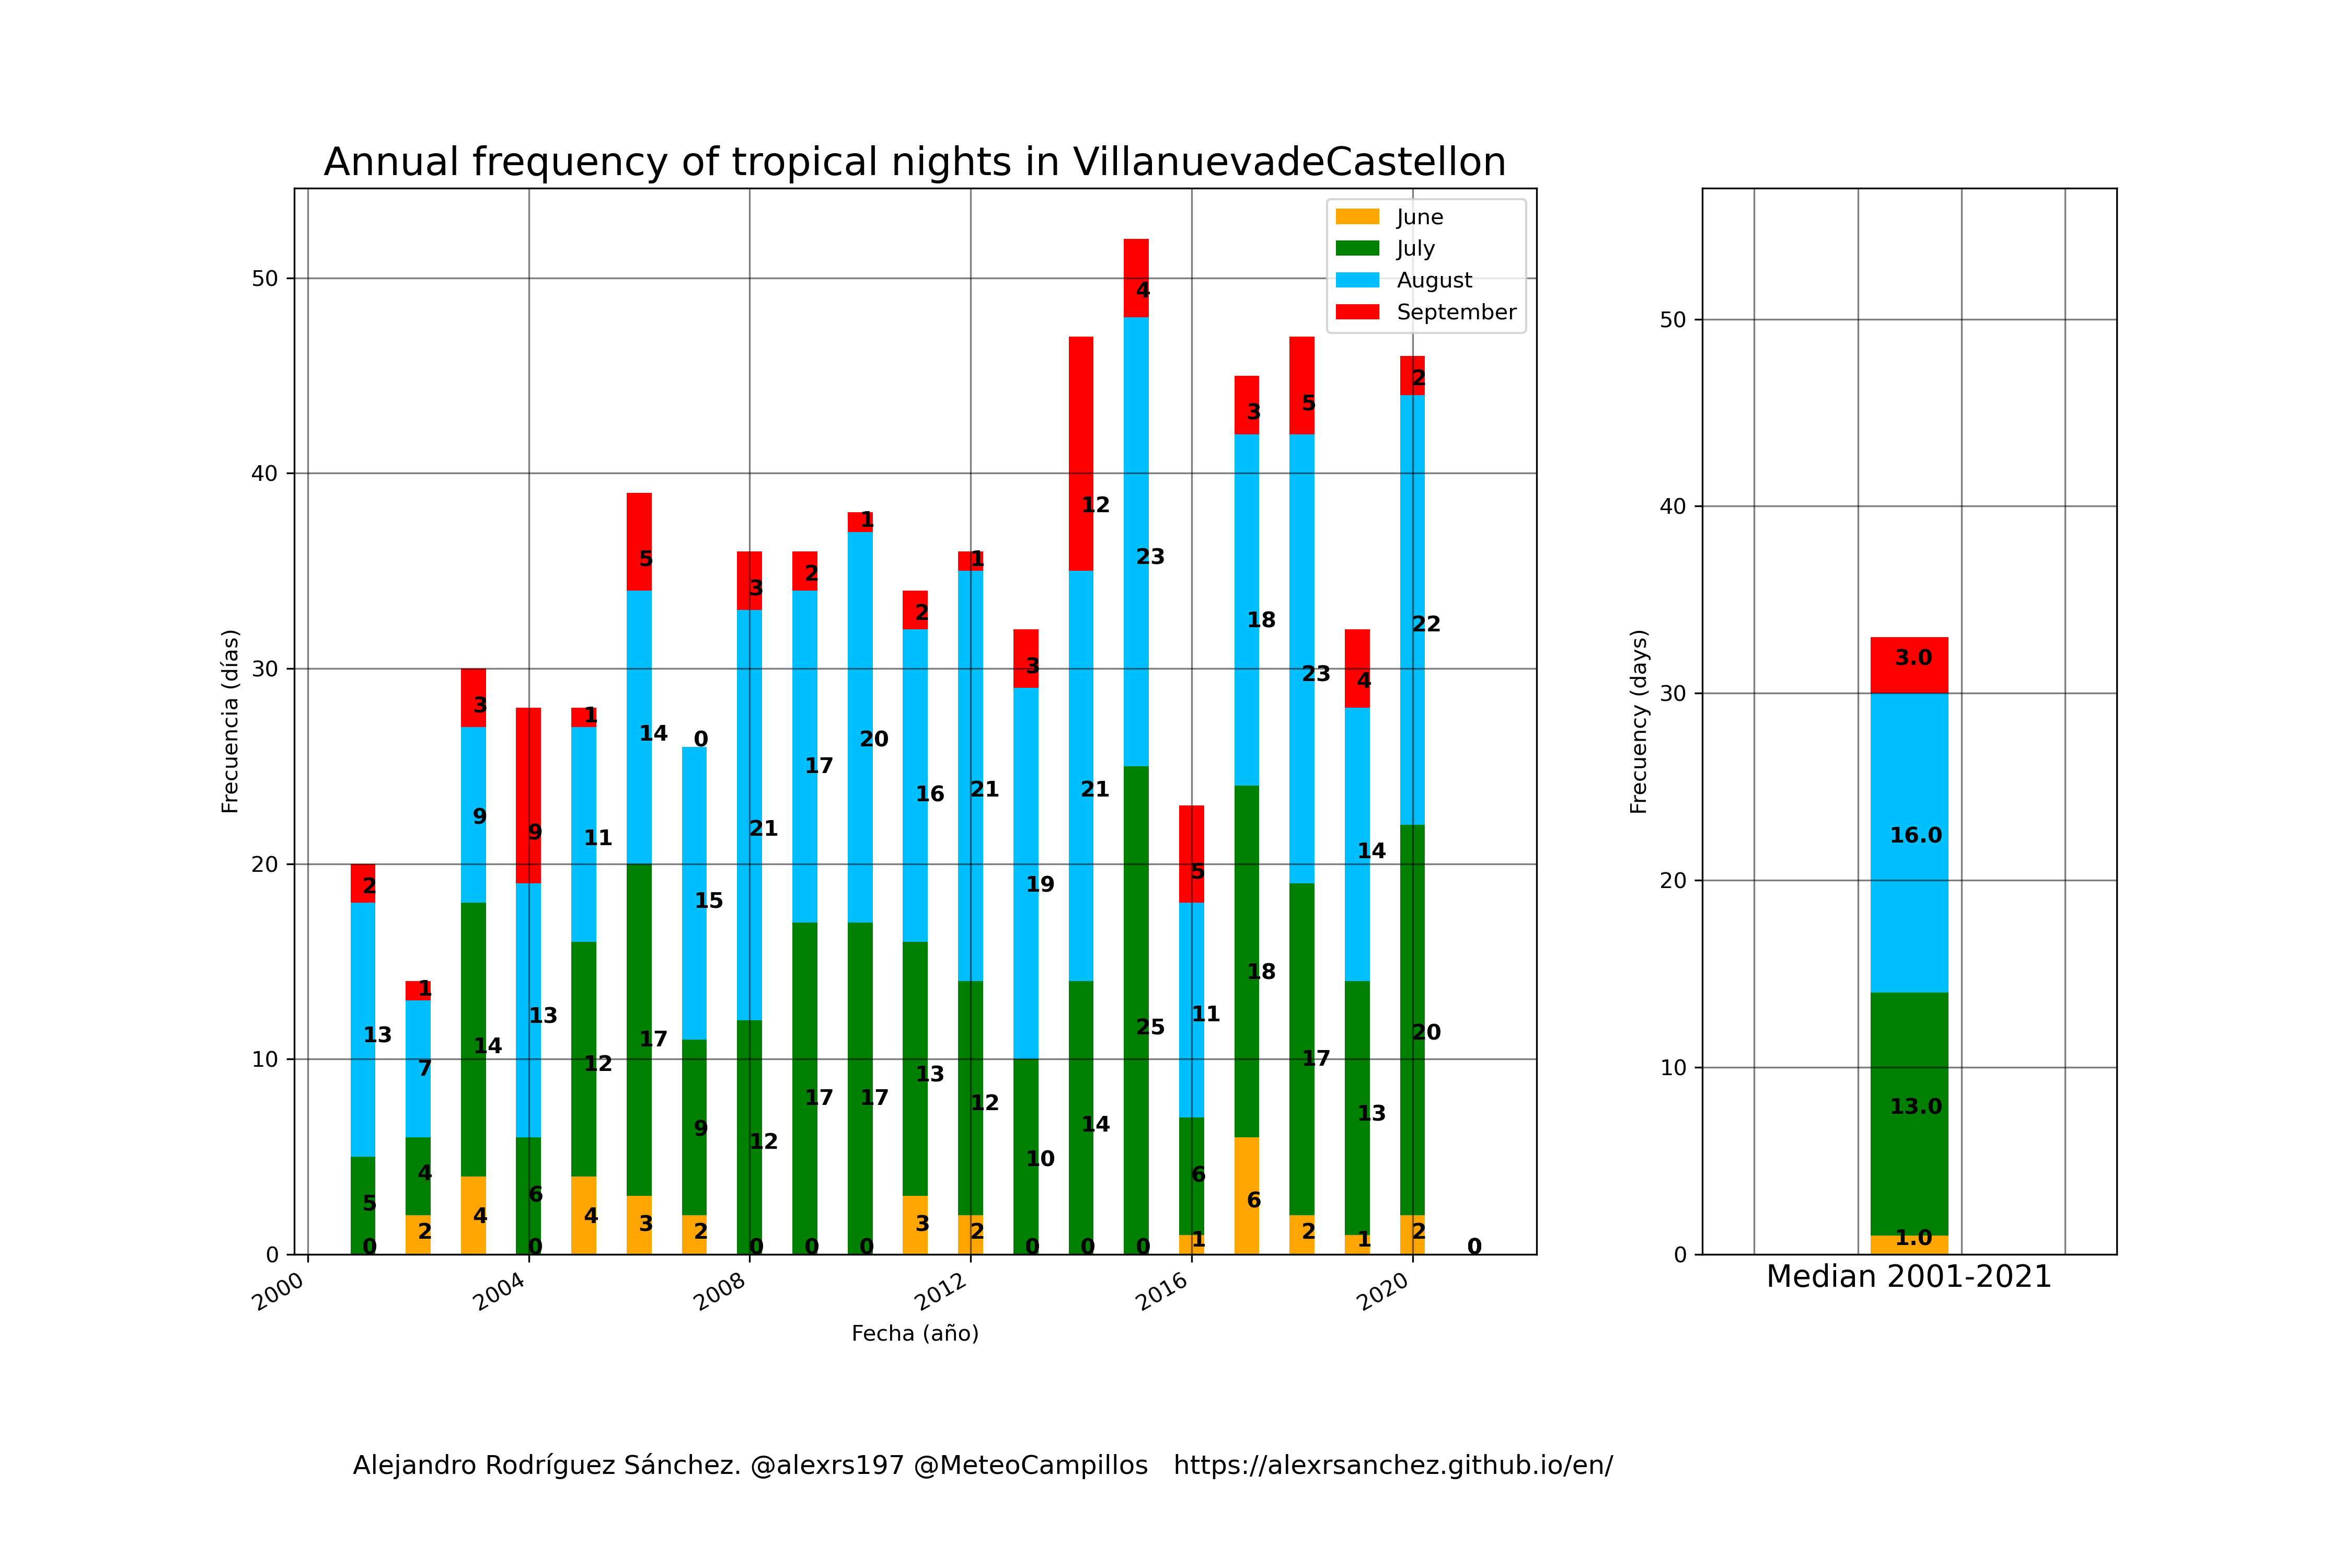 Annual frequency of tropical nights in VillanuevadeCastellon
June
July
August
September
Frecuencia (días)
50
40
30
20
10
0
2 13 5 0
1 7 4 2
3 9 14 4
9 13 6 0
1 11 12 4
5 14 17 3
0 15 9 2
3 21 12 0
2 17 17 0
1 20 17 0
2 16 13 3
1 21 12 2
3 19 10 0
12 21 14 0
4 23 25 0
5 11 6 1
3 18 18 6
5 23 17 2
4 14 13 1
2 22 20 2
0
2000 2004 2008 2012 2016 2020
Fecha (año)
Frecuency (days)
50
40
30
20
10
0
3.0
16.0
13.0
1.0
Median 2001-2021
Alejandro Rodríguez Sánchez. @alexrs197 @MeteoCampillos https://alexrsanchez.github.io/en/